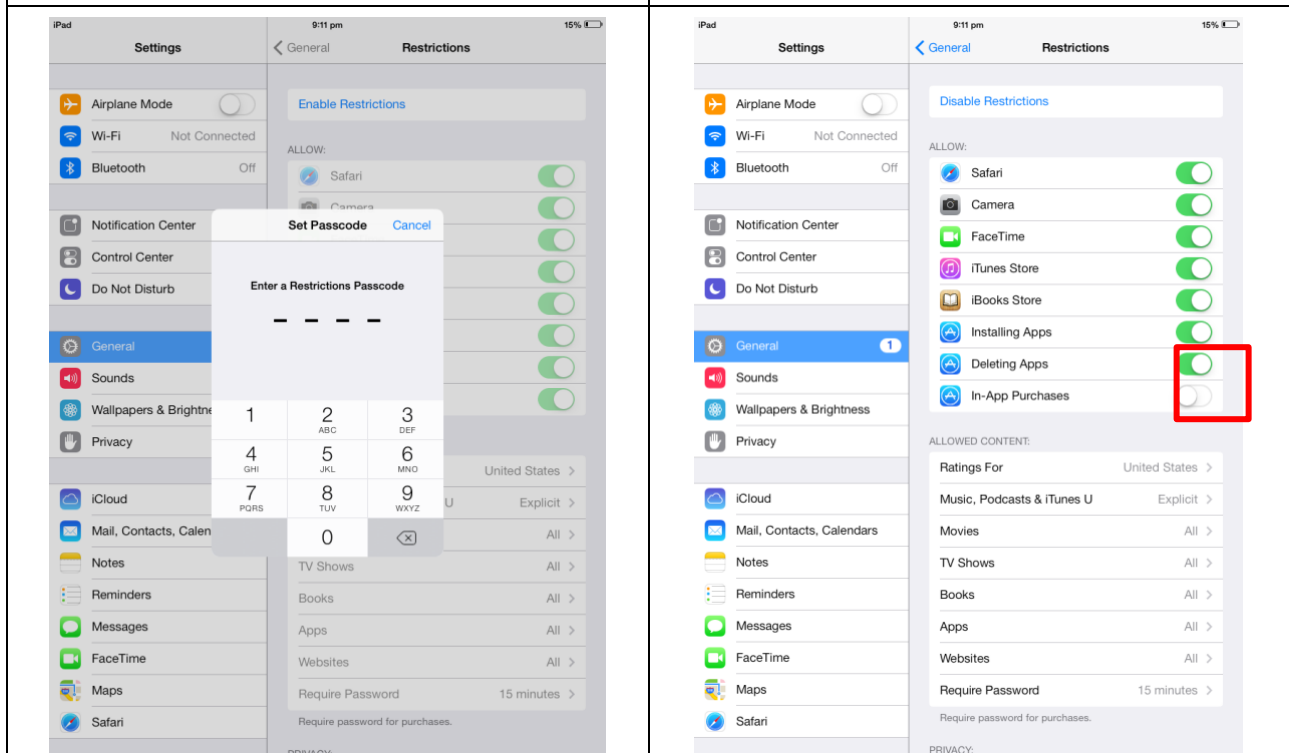 iPad 9:11 pm 15%
Settings General Restrictions
Airplane Mode Enable Restrictions
Wi-Fi Not Connected
ALLOW:
Bluetooth Off Safari
Camera
Notification Center Set Passcode Cancel
Control Center
Do Not Disturb Enter a Restrictions Passcode
General
Sounds
Wallpapers & Brightne 1 2 ABC 3 DEF
Privacy 4 GHI 5 JKL 6 MNO
United States
iCloud 7 PQRS 8 TUV 9 WXYZ U Explicit
Mail, Contacts, Calen 0 All
Notes TV Shows All
Reminders Books All
Messages Apps All
FaceTime Websites All
Maps Require Password 15 minutes
Safari Require password for purchases.
PRIVACY:
iPad 9:11 pm 15%
Settings General Restrictions
Airplane Mode Disable Restrictions
Wi-Fi Not Connected
ALLOW:
Bluetooth Off Safari
Camera
Notification Center FaceTime
Control Center iTunes Store
Do Not Disturb iBooks Store
Installing Apps
General 1
Deleting Apps
Sounds
In-App Purchases
Wallpapers & Brightness
Privacy ALLOWED CONTENT:
Ratings For United States
iCloud Music, Podcasts & iTunes U Explicit
Mail, Contacts, Calendars Movies All
Notes TV Shows All
Reminders Books All
Messages Apps All
FaceTime Websites All
Maps Require Password 15 minutes
Safari Require password for purchases.
PRIVACY: